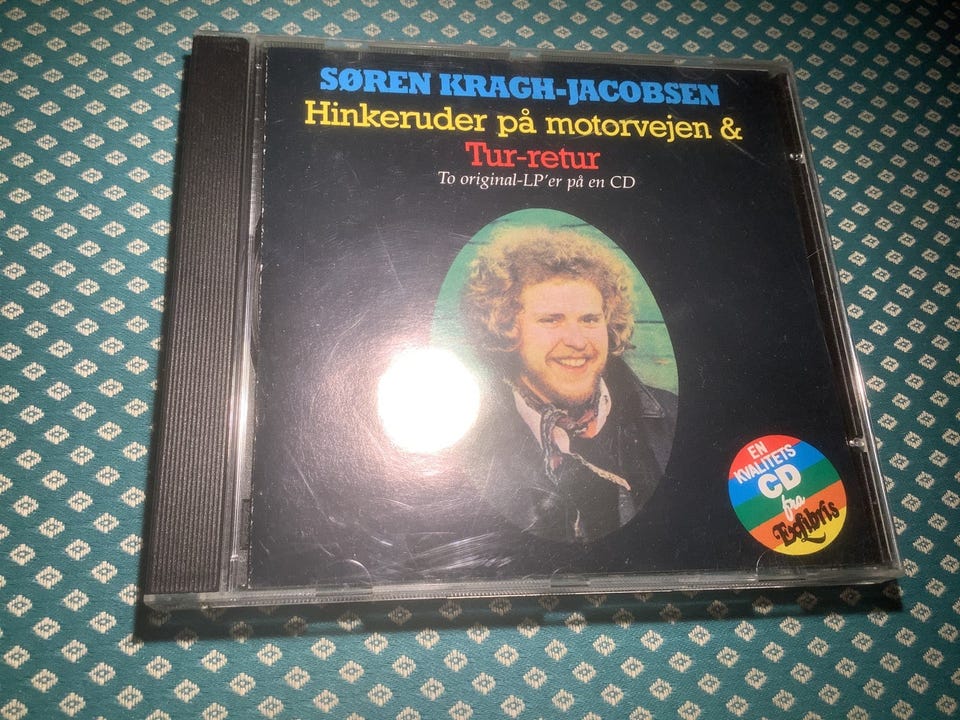 SØREN KRAGH-JACOBSEN
Hinkeruder på motorvejen &
Tur-retur
To original-LP'er på en CD
EN
KVALITETS
CD
fra
Exlibris